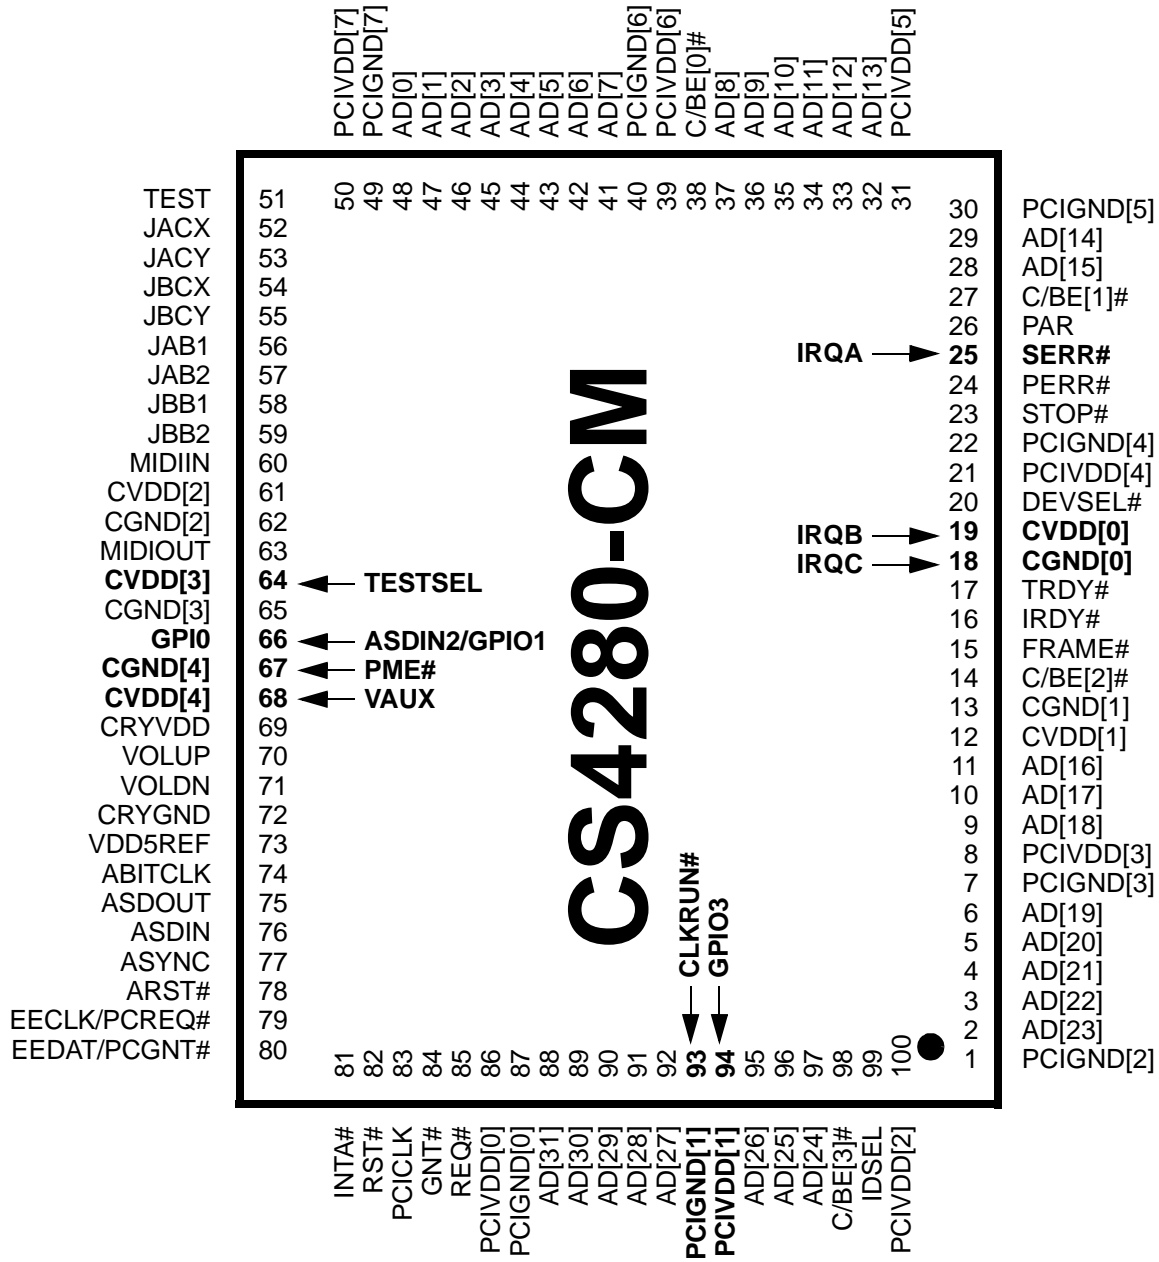 PCIVDD[7]
PCIGND[7]
AD[0]
AD[1]
AD[2]
AD[3]
AD[4]
AD[5]
AD[6]
AD[7]
PCIGND[6]
PCIVDD[6]
C/BE[0]#
AD[8]
AD[9]
AD[10]
AD[11]
AD[12]
AD[13]
PCIVDD[5]
50
49
48
47
46
45
44
43
42
41
40
39
38
37
36
35
34
33
32
31
TEST 51
JACX 52
JACY 53
JBCX 54
JBCY 55
JAB1 56
JAB2 57
JBB1 58
JBB2 59
MIDIIN 60
CVDD[2] 61
CGND[2] 62
MIDIOUT 63
CVDD[3] 64 TESTSEL
CGND[3] 65
GPI0 66 ASDIN2/GPIO1
CGND[4] 67 PME#
CVDD[4] 68 VAUX
CRYVDD 69
VOLUP 70
VOLDN 71
CRYGND 72
VDD5REF 73
ABITCLK 74
ASDOUT 75
ASDIN 76
ASYNC 77
ARST# 78
EECLK/PCREQ# 79
EEDAT/PCGNT# 80
CS4280-CM
30 PCIGND[5]
29 AD[14]
28 AD[15]
27 C/BE[1]#
26 PAR
IRQA 25 SERR#
24 PERR#
23 STOP#
22 PCIGND[4]
21 PCIVDD[4]
20 DEVSEL#
IRQB 19 CVDD[0]
IRQC 18 CGND[0]
17 TRDY#
16 IRDY#
15 FRAME#
14 C/BE[2]#
13 CGND[1]
12 CVDD[1]
11 AD[16]
10 AD[17]
9 AD[18]
8 PCIVDD[3]
7 PCIGND[3]
6 AD[19]
5 AD[20]
4 AD[21]
3 AD[22]
2 AD[23]
1 PCIGND[2]
CLKRUN#
GPIO3
81
82
83
84
85
86
87
88
89
90
91
92
93
94
95
96
97
98
99
100
INTA#
RST#
PCICLK
GNT#
REQ#
PCIVDD[0]
PCIGND[0]
AD[31]
AD[30]
AD[29]
AD[28]
AD[27]
PCIGND[1]
PCIVDD[1]
AD[26]
AD[25]
AD[24]
C/BE[3]#
IDSEL
PCIVDD[2]